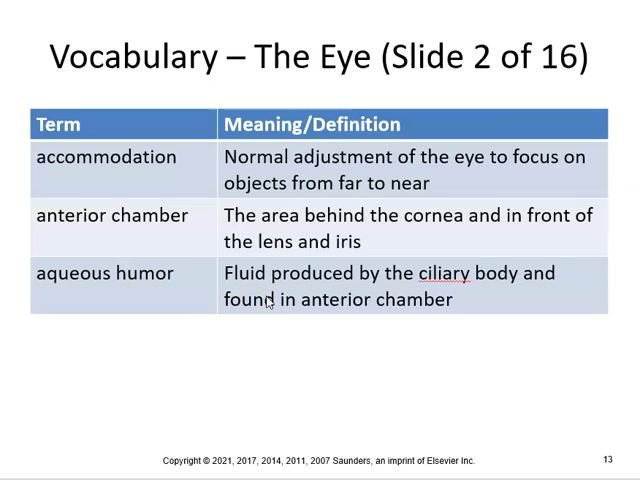 Vocabulary – The Eye (Slide 2 of 16)
Term
Meaning/Definition
accommodation
Normal adjustment of the eye to focus on
objects from far to near
anterior chamber
The area behind the cornea and in front of
the lens and iris
aqueous humor
Fluid produced by the ciliary body and
found in anterior chamber
Copyright © 2021, 2017, 2014, 2011, 2007 Saunders, an imprint of Elsevier Inc.
13